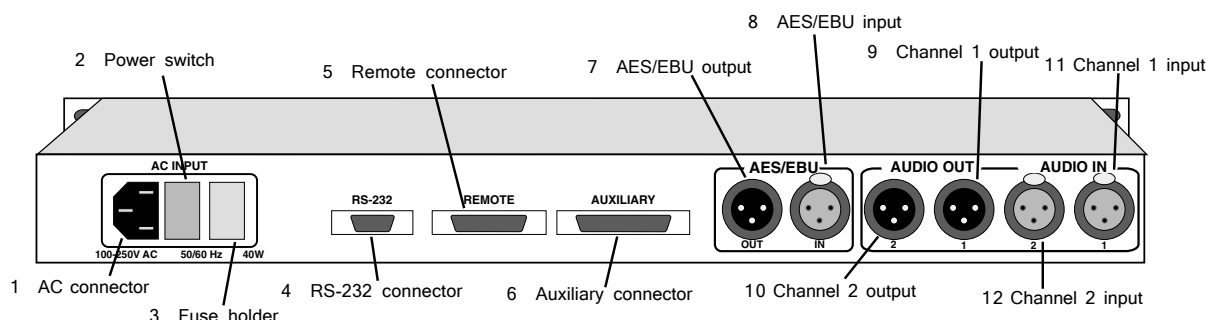 8 AES/EBU input
2 Power switch
9 Channel 1 output
5 Remote connector
7 AES/EBU output
11 Channel 1 input
AC INPUT
AES/EBU
AUDIO OUT
AUDIO IN
RS-232
REMOTE
AUXILIARY
OUT
IN
2
1
2
1
100-250V AC 50/60 Hz 40W
1 AC connector
4 RS-232 connector
6 Auxiliary connector
10 Channel 2 output
12 Channel 2 input
3 Fuse holder